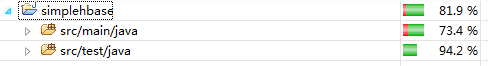 simplehbase 81.9 %
src/main/java 73.4 %
src/test/java 94.2 %